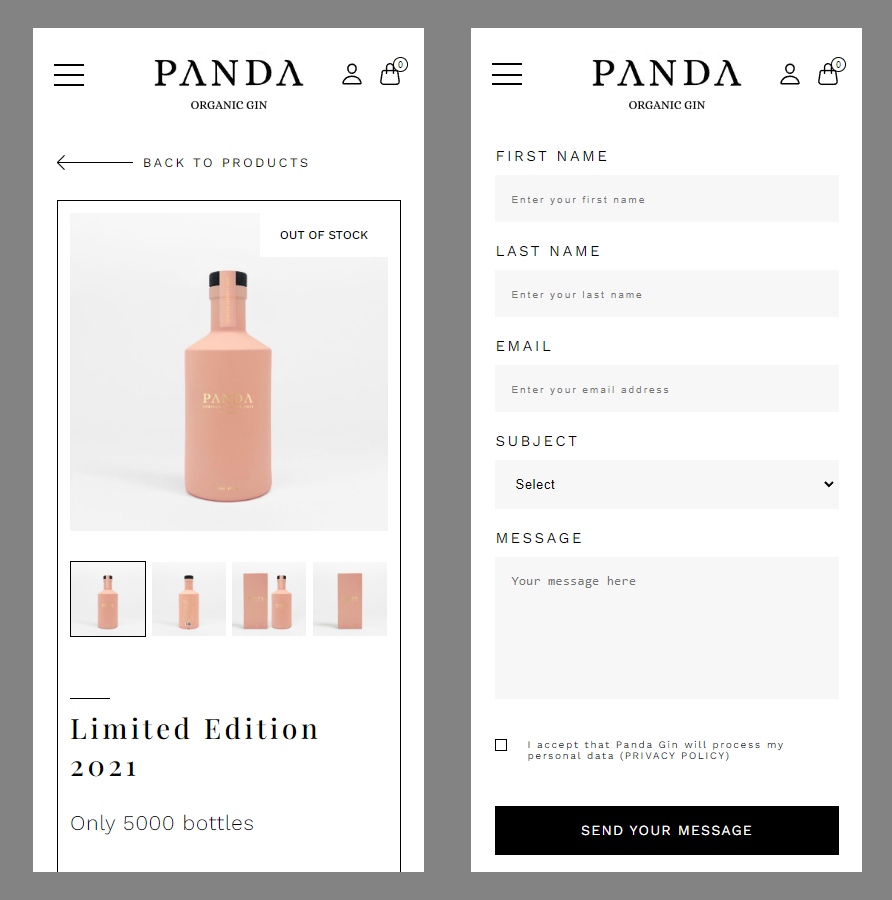 PANDA
0
ORGANIC GIN
BACK TO PRODUCTS
OUT OF STOCK
PANDA
Limited Edition
2021
Only 5000 bottles
PANDA
0
ORGANIC GIN
FIRST NAME
Enter your first name
LAST NAME
Enter your last name
EMAIL
Enter your email address
SUBJECT
Select
MESSAGE
Your message here
I accept that Panda Gin will process my
personal data (PRIVACY POLICY)
SEND YOUR MESSAGE